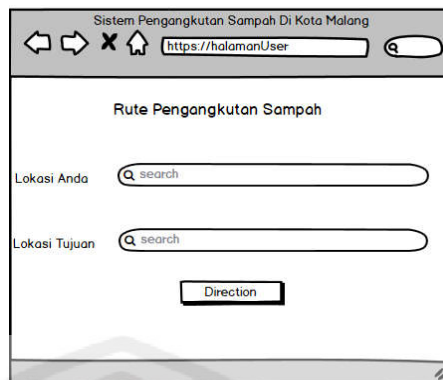 Sistem Pengangkutan Sampah Di Kota Malang
https://halamanUser
Rute Pengangkutan Sampah
Lokasi Anda
search
Lokasi Tujuan
search
Direction